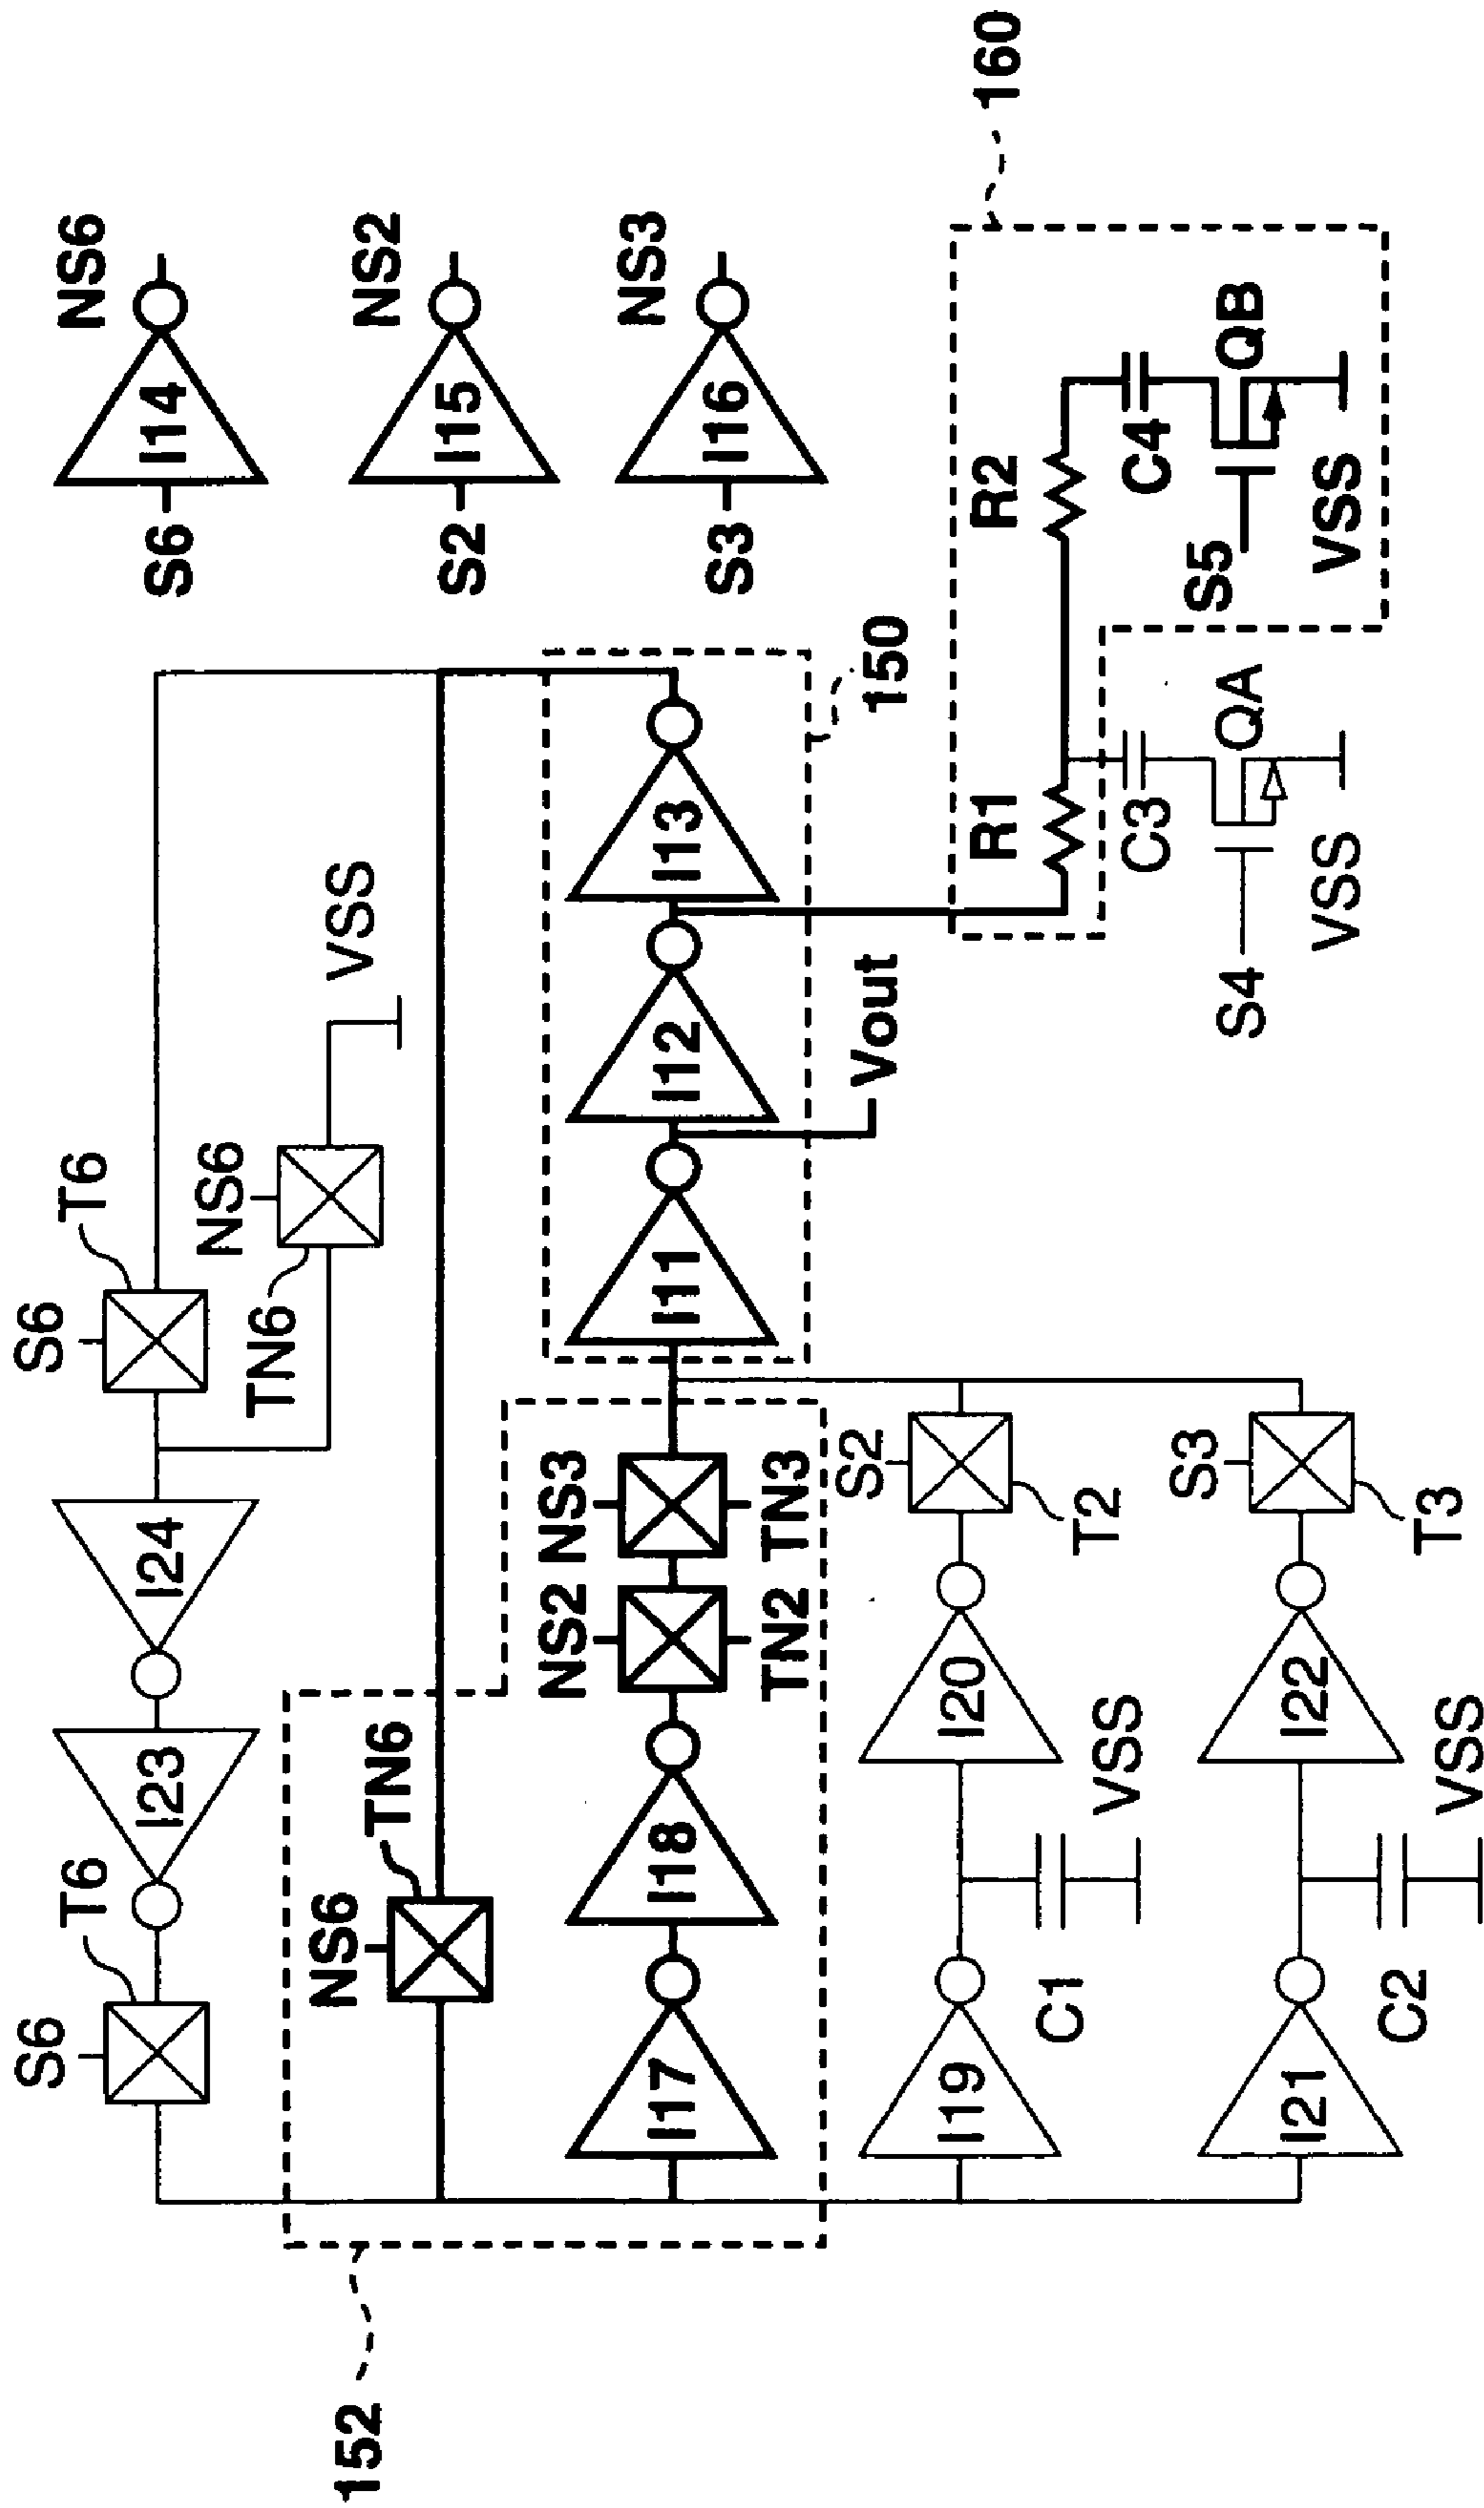 152
160
150
S6
T6
I23
I24
S6
T6
TN6
NS6
VSS
S6
I14
NS6
NS6
TN6
S2
I15
NS2
I17
I18
NS2
NS3
TN2
TN3
I11
I12
I13
S3
I16
NS3
Vout
I19
C1
VSS
I20
S2
T2
R1
R2
C3
C4
I21
C2
VSS
I22
S3
T3
S4
QA
VSS
S5
QB
VSS